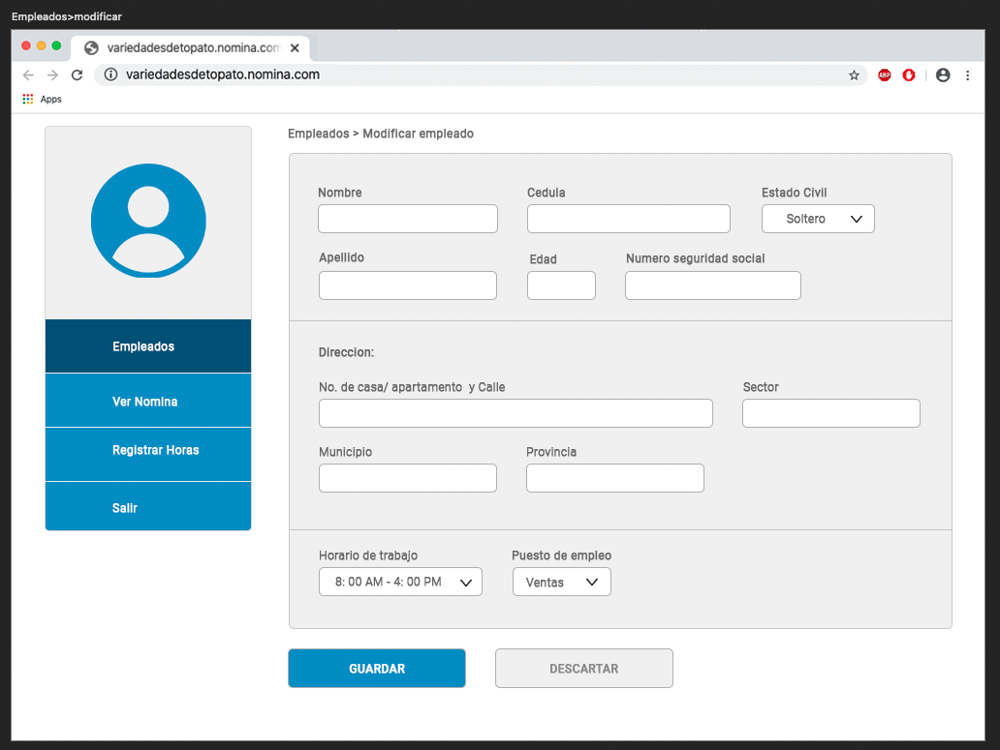 Empleados>modificar
variedadesdetopato.nomina.com
variedadesdetopato.nomina.com
ABP
Apps
Empleados > Modificar empleado
Nombre
Cedula
Estado Civil
Soltero
Apellido
Edad
Numero seguridad social
Empleados
Ver Nomina
Registrar Horas
Salir
Direccion:
No. de casa/ apartamento y Calle
Sector
Municipio
Provincia
Horario de trabajo
Puesto de empleo
8: 00 AM - 4: 00 PM
Ventas
GUARDAR
DESCARTAR